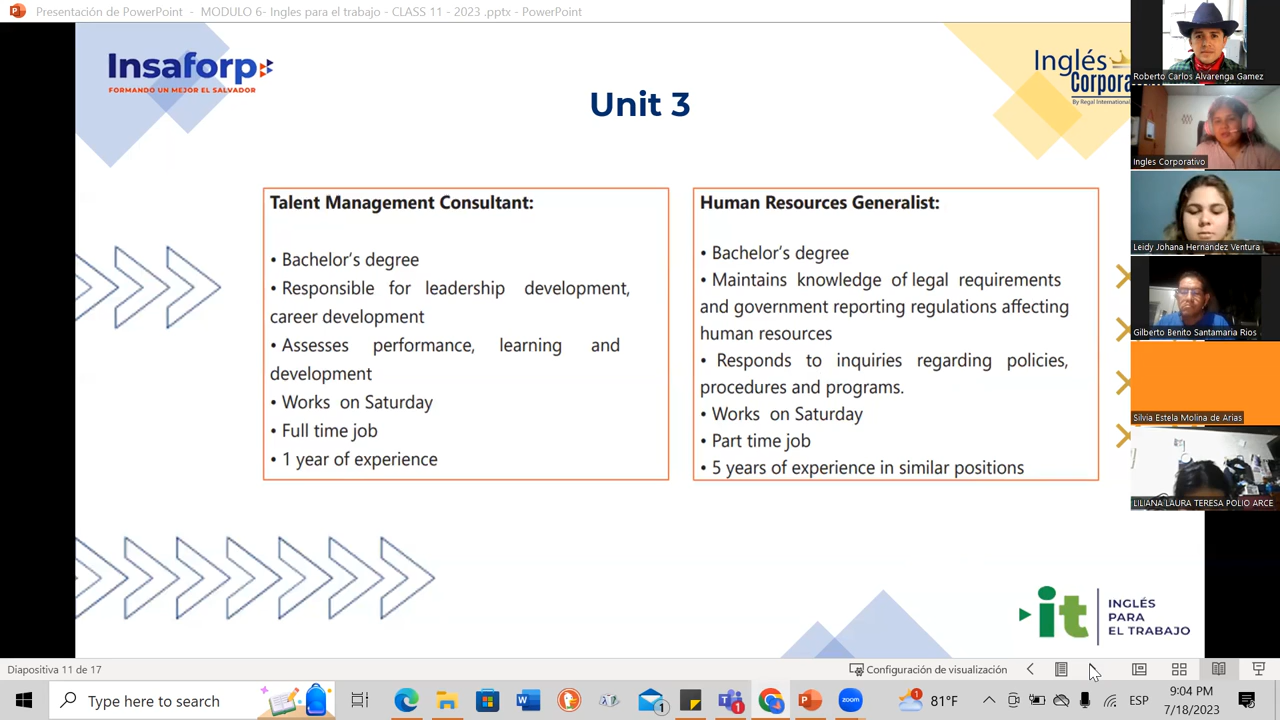 Presentación de PowerPoint - MODULO 6- Ingles para el trabajo - CLASS 11 - 2023 .pptx - PowerPoint
Insaforp
FORMANDO UN MEJOR EL SALVADOR
Unit 3
Inglés
Corpora
By Regal International
Talent Management Consultant:
• Bachelor's degree
• Responsible for leadership development,
career development
• Assesses performance, learning and
development
• Works on Saturday
• Full time job
• 1 year of experience
Human Resources Generalist:
• Bachelor's degree
• Maintains knowledge of legal requirements
and government reporting regulations affecting
human resources
• Responds to inquiries regarding policies,
procedures and programs.
• Works on Saturday
• Part time job
• 5 years of experience in similar positions
Roberto Carlos Alvarenga Gamez
Ingles Corporativo
Leidy Johana Hernández Ventura
Gilberto Benito Santamaria Rios
Silvia Estela Molina de Arias
LILIANA LAURA TERESA POLIO ARCE
it
INGLÉS
PARA
EL TRABAJO
Diapositiva 11 de 17
Configuración de visualización
Type here to search
1
1
zoom
1
81°F
ESP
9:04 PM
7/18/2023